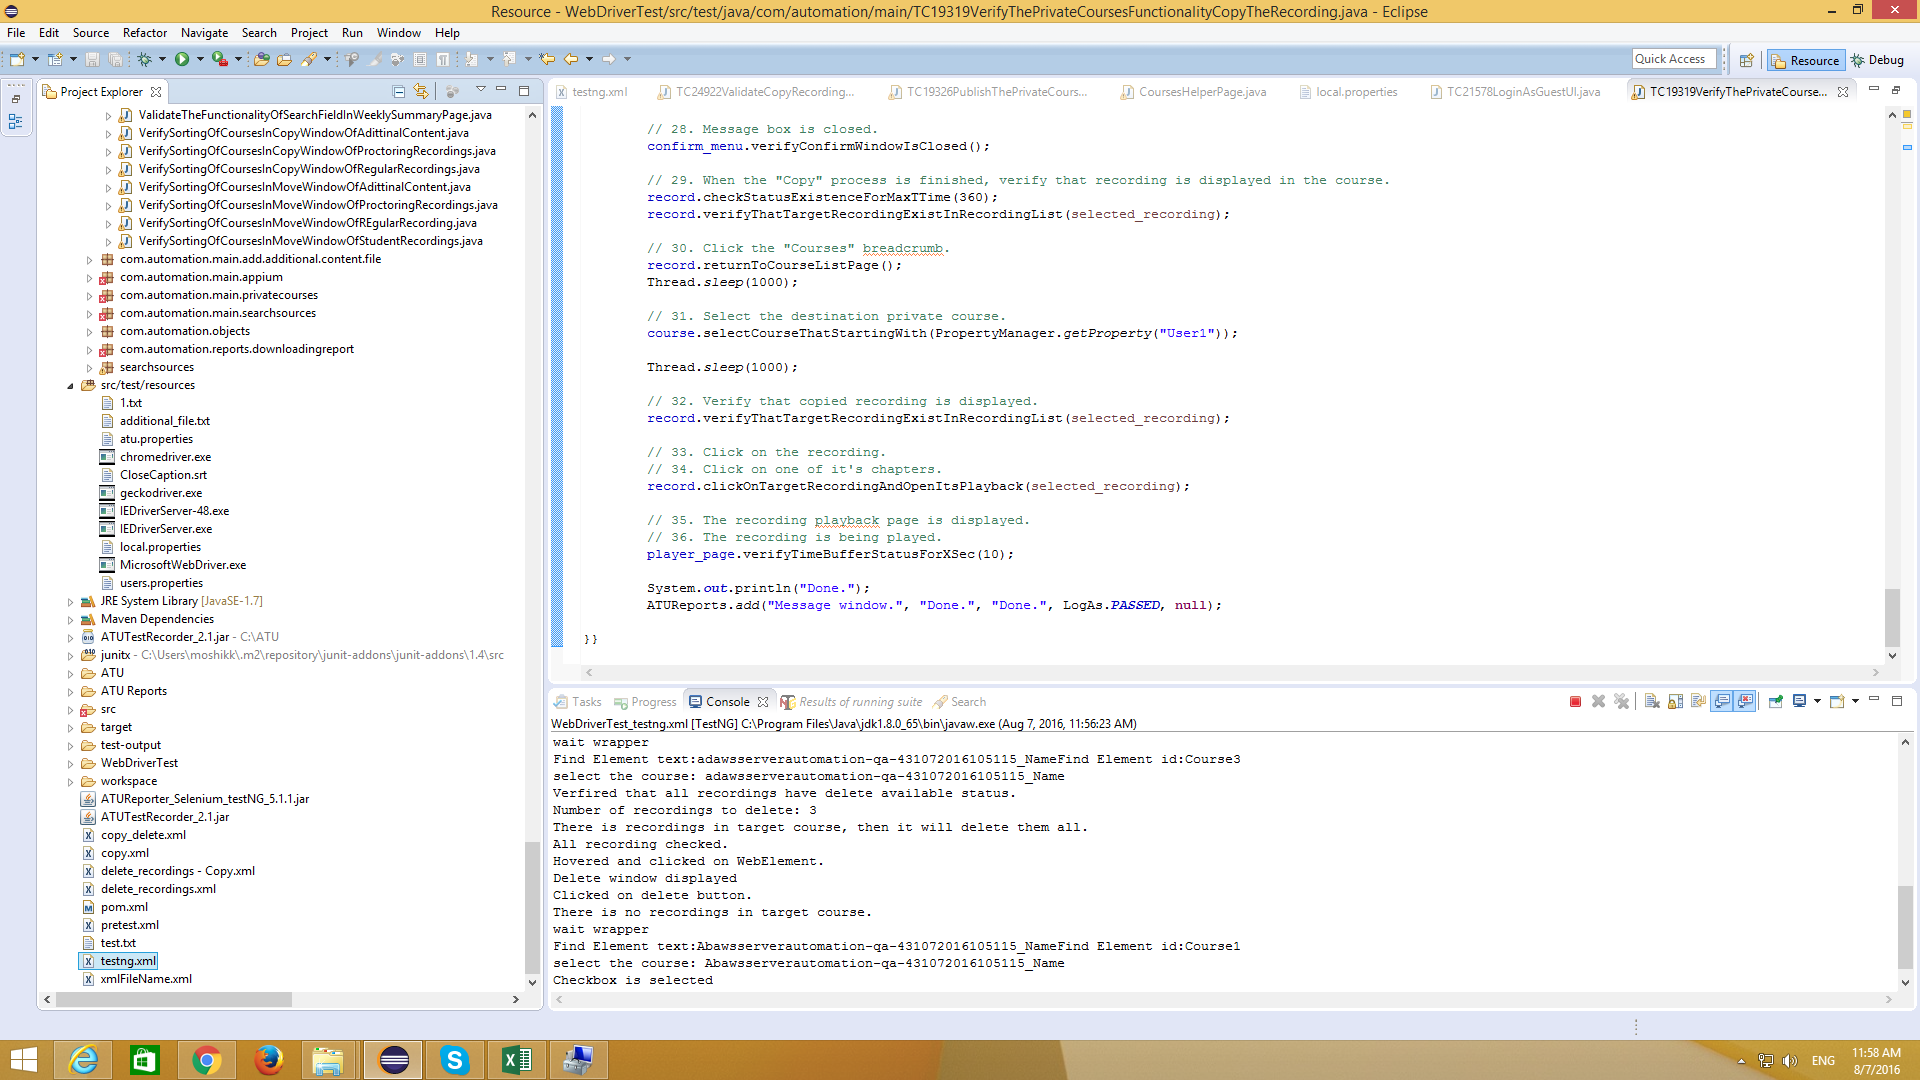 Resource - WebDriverTest/src/test/java/com/automation/main/TC19319VerifyThePrivateCoursesFunctionalityCopyTheRecording.java - Eclipse
File Edit Source Refactor Navigate Search Project Run Window Help
Quick Access
Resource
Debug
Project Explorer
ValidateTheFunctionalityOfSearchFieldInWeeklySummaryPage.java
VerifySortingOfCoursesInCopyWindowOfAdittinalContent.java
VerifySortingOfCoursesInCopyWindowOfProctoringRecordings.java
VerifySortingOfCoursesInCopyWindowOfRegularRecordings.java
VerifySortingOfCoursesInMoveWindowOfAdittinalContent.java
VerifySortingOfCoursesInMoveWindowOfProctoringRecordings.java
VerifySortingOfCoursesInMoveWindowOfREgularRecording.java
VerifySortingOfCoursesInMoveWindowOfStudentRecordings.java
com.automation.main.add.additional.content.file
com.automation.main.appium
com.automation.main.privatecourses
com.automation.main.searchsources
com.automation.objects
com.automation.reports.downloadingreport
searchsources
src/test/resources
1.txt
additional_file.txt
atu.properties
chromedriver.exe
CloseCaption.srt
geckodriver.exe
IEDriverServer-48.exe
IEDriverServer.exe
local.properties
MicrosoftWebDriver.exe
users.properties
JRE System Library [JavaSE-1.7]
Maven Dependencies
ATUTestRecorder_2.1.jar - C:\ATU
junitx - C:\Users\moshikk\.m2\repository\junit-addons\junit-addons\1.4\src
ATU
ATU Reports
src
target
test-output
WebDriverTest
workspace
ATUReporter_Selenium_testNG_5.1.1.jar
ATUTestRecorder_2.1.jar
copy_delete.xml
copy.xml
delete_recordings - Copy.xml
delete_recordings.xml
pom.xml
pretest.xml
test.txt
testng.xml
xmlFileName.xml
testng.xml TC24922ValidateCopyRecording... TC19326PublishThePrivateCours... CoursesHelperPage.java local.properties TC21578LoginAsGuestUI.java TC19319VerifyThePrivateCourse...
// 28. Message box is closed.
confirm_menu.verifyConfirmWindowIsClosed();
// 29. When the "Copy" process is finished, verify that recording is displayed in the course.
record.checkStatusExistenceForMaxTTime(360);
record.verifyThatTargetRecordingExistInRecordingList(selected_recording);
// 30. Click the "Courses" breadcrumb.
record.returnToCourseListPage();
Thread.sleep(1000);
// 31. Select the destination private course.
course.selectCourseThatStartingWith(PropertyManager.getProperty("User1"));
Thread.sleep(1000);
// 32. Verify that copied recording is displayed.
record.verifyThatTargetRecordingExistInRecordingList(selected_recording);
// 33. Click on the recording.
// 34. Click on one of it's chapters.
record.clickOnTargetRecordingAndOpenItsPlayback(selected_recording);
// 35. The recording playback page is displayed.
// 36. The recording is being played.
player_page.verifyTimeBufferStatusForXSec(10);
System.out.println("Done.");
ATUReports.add("Message window.", "Done.", "Done.", LogAs.PASSED, null);
}}
Tasks Progress Console Results of running suite Search
WebDriverTest_testng.xml [TestNG] C:\Program Files\Java\jdk1.8.0_65\bin\javaw.exe (Aug 7, 2016, 11:56:23 AM)
wait wrapper
Find Element text:adawsserverautomation-qa-431072016105115_NameFind Element id:Course3
select the course: adawsserverautomation-qa-431072016105115_Name
Verfired that all recordings have delete available status.
Number of recordings to delete: 3
There is recordings in target course, then it will delete them all.
All recording checked.
Hovered and clicked on WebElement.
Delete window displayed
Clicked on delete button.
There is no recordings in target course.
wait wrapper
Find Element text:Abawsserverautomation-qa-431072016105115_NameFind Element id:Course1
select the course: Abawsserverautomation-qa-431072016105115_Name
Checkbox is selected
ENG
11:58 AM
8/7/2016